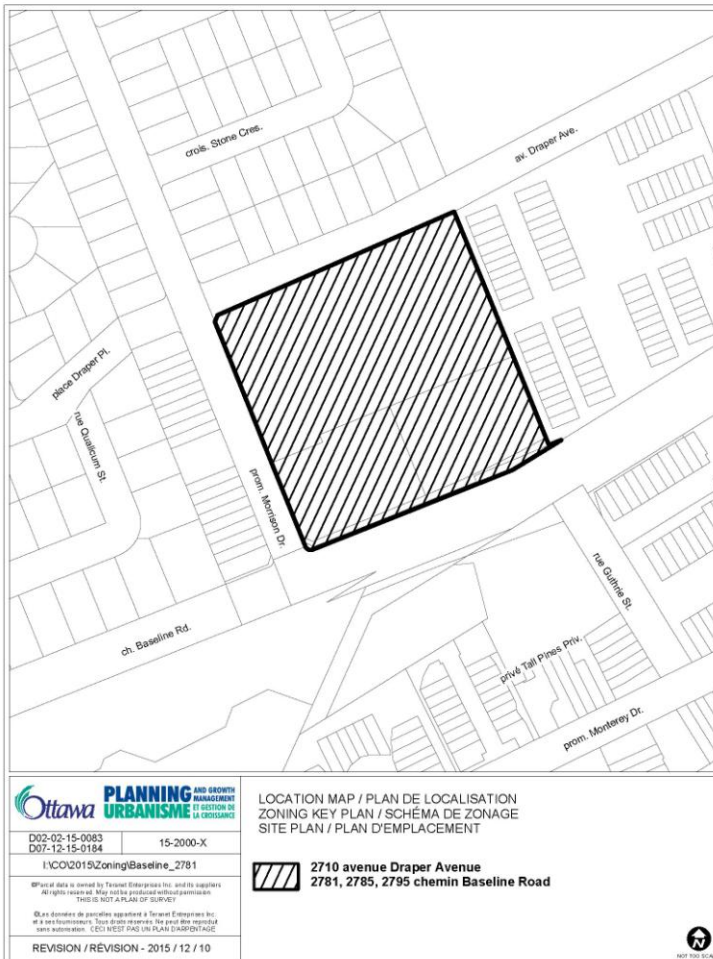 crois. Stone Cres.
av. Draper Ave.
place Draper Pl.
rue Qualicum St.
prom. Morrison Dr.
ch. Baseline Rd.
rue Guthrie St.
privé Tall Pines Priv.
prom. Monterey Dr.
Ottawa
PLANNING AND GROWTH MANAGEMENT
URBANISME ET GESTION DE LA CROISSANCE
D02-02-15-0083
D07-12-15-0184
15-2000-X
I:\CO\2015\Zoning\Baseline_2781
©Parcel data is owned by Teranet Enterprises Inc. and its suppliers
All rights reserved. May not be produced without permission
THIS IS NOT A PLAN OF SURVEY
©Les données de parcelles appartient à Teranet Entreprises Inc.
et à ses fournisseurs. Tous droits réservés. Ne peut être reproduit
sans autorisation. CECI N'EST PAS UN PLAN D'ARPENTAGE
REVISION / RÉVISION - 2015 / 12 / 10
LOCATION MAP / PLAN DE LOCALISATION
ZONING KEY PLAN / SCHÉMA DE ZONAGE
SITE PLAN / PLAN D'EMPLACEMENT
2710 avenue Draper Avenue
2781, 2785, 2795 chemin Baseline Road
N